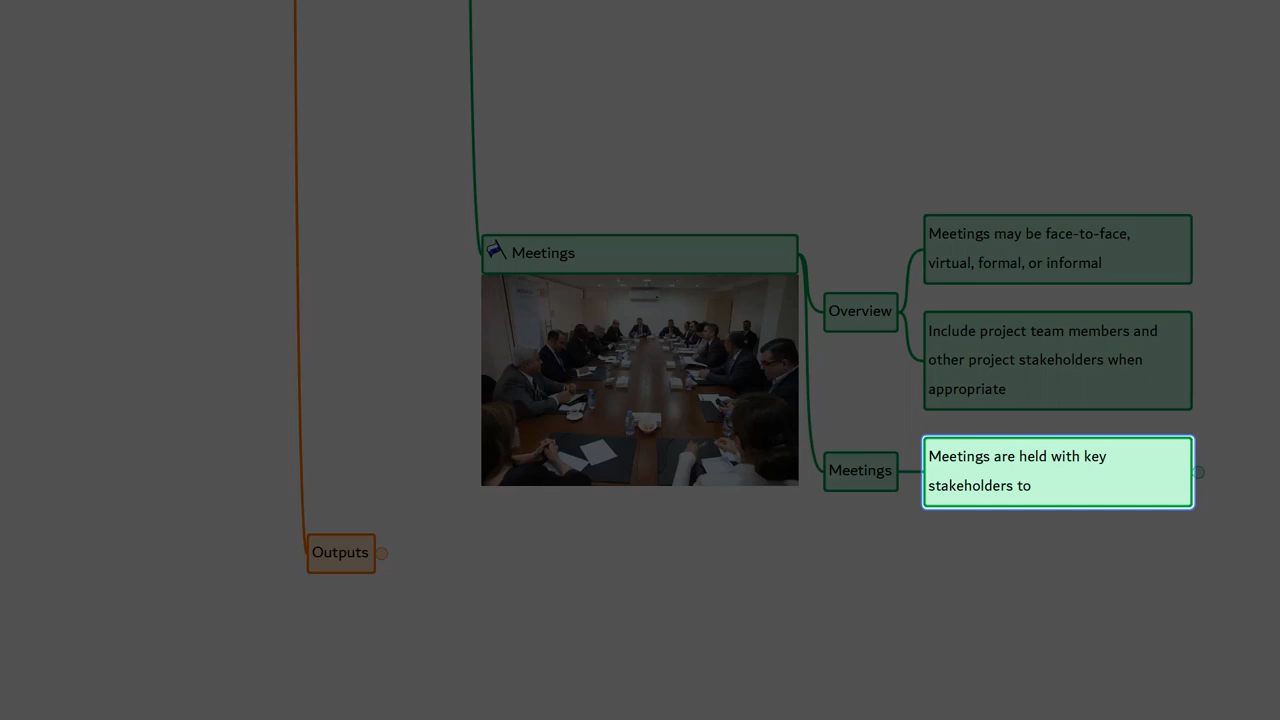 Meetings
Meetings may be face-to-face,
virtual, formal, or informal
Overview
Include project team members and
other project stakeholders when
appropriate
Meetings
Meetings are held with key
stakeholders to
Outputs